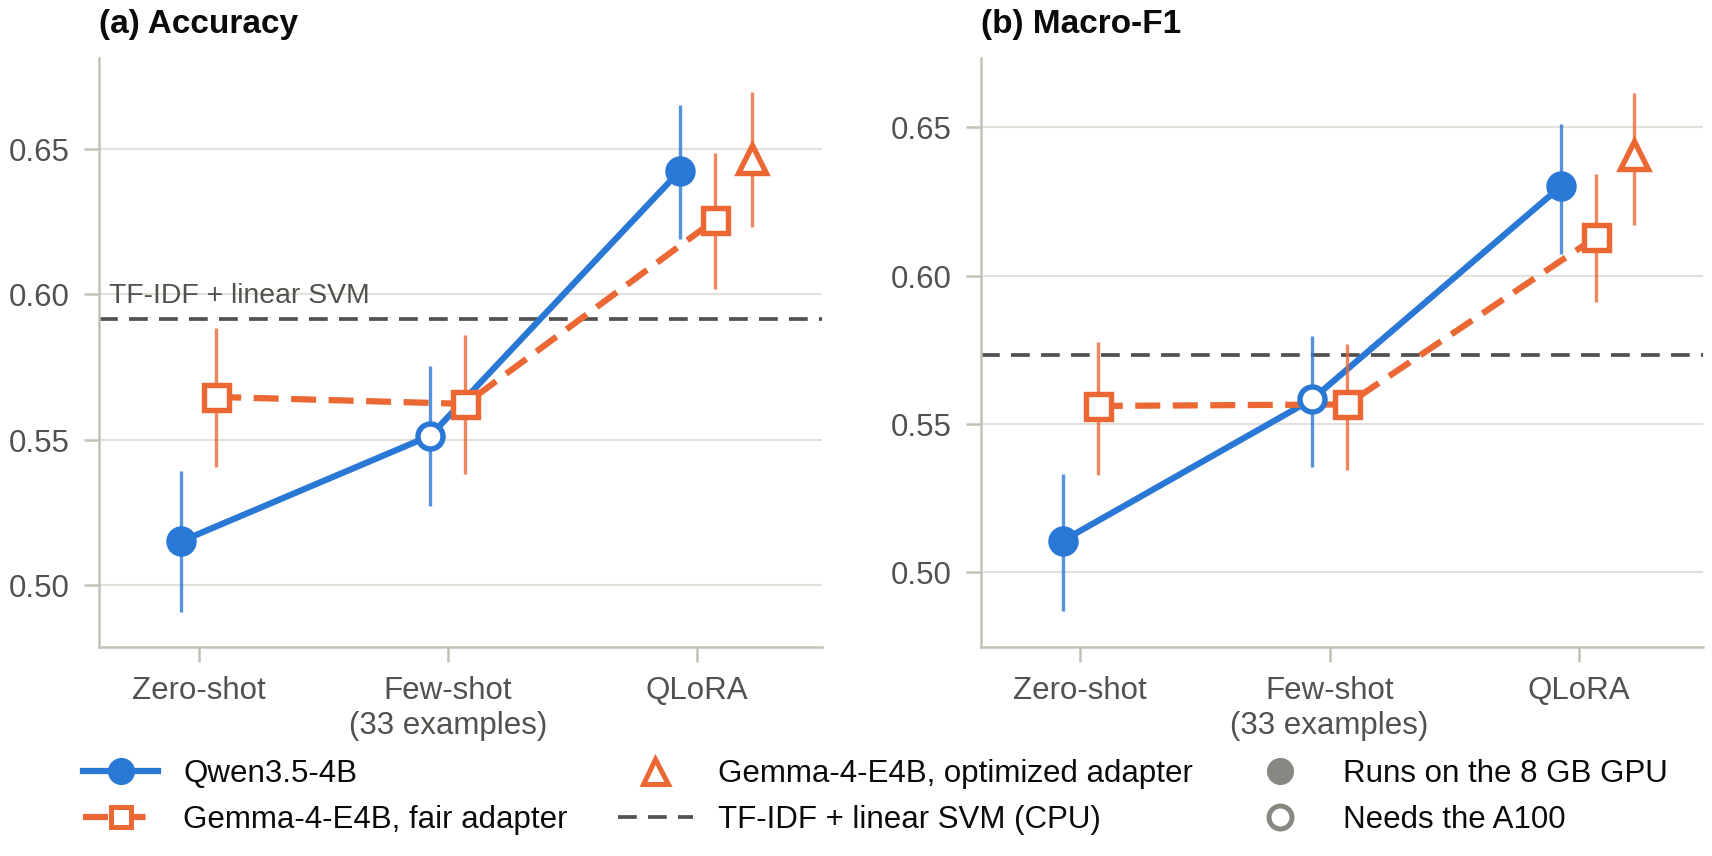 (a) Accuracy
0.65
0.60
0.55
0.50
TF-IDF + linear SVM
Zero-shot
Few-shot
(33 examples)
QLoRA
(b) Macro-F1
0.65
0.60
0.55
0.50
Zero-shot
Few-shot
(33 examples)
QLoRA
Qwen3.5-4B
Gemma-4-E4B, fair adapter
Gemma-4-E4B, optimized adapter
TF-IDF + linear SVM (CPU)
Runs on the 8 GB GPU
Needs the A100